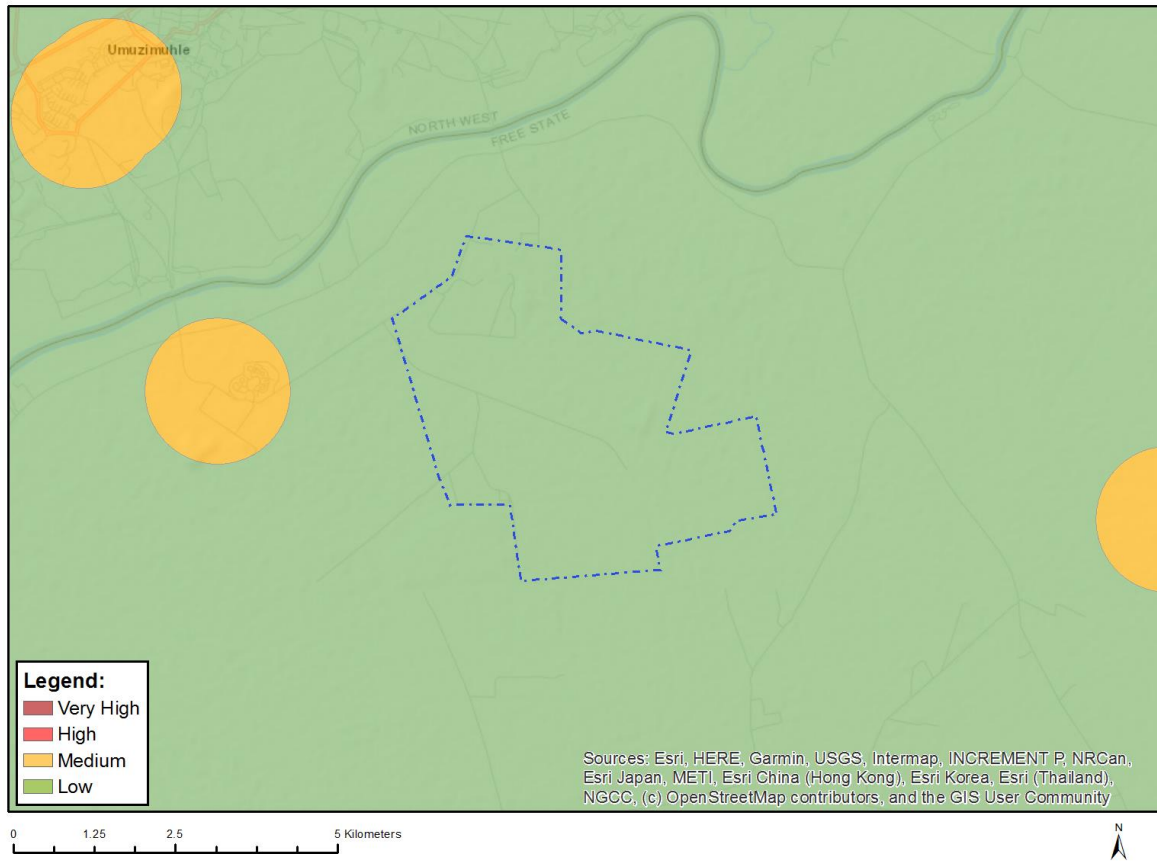 Umuzimuhle
NORTH WEST
FREE STATE
Legend:
Very High
High
Medium
Low
Sources: Esri, HERE, Garmin, USGS, Intermap, INCREMENT P, NRCan,
Esri Japan, METI, Esri China (Hong Kong), Esri Korea, Esri (Thailand),
NGCC, (c) OpenStreetMap contributors, and the GIS User Community
0 1.25 2.5 5 Kilometers
N